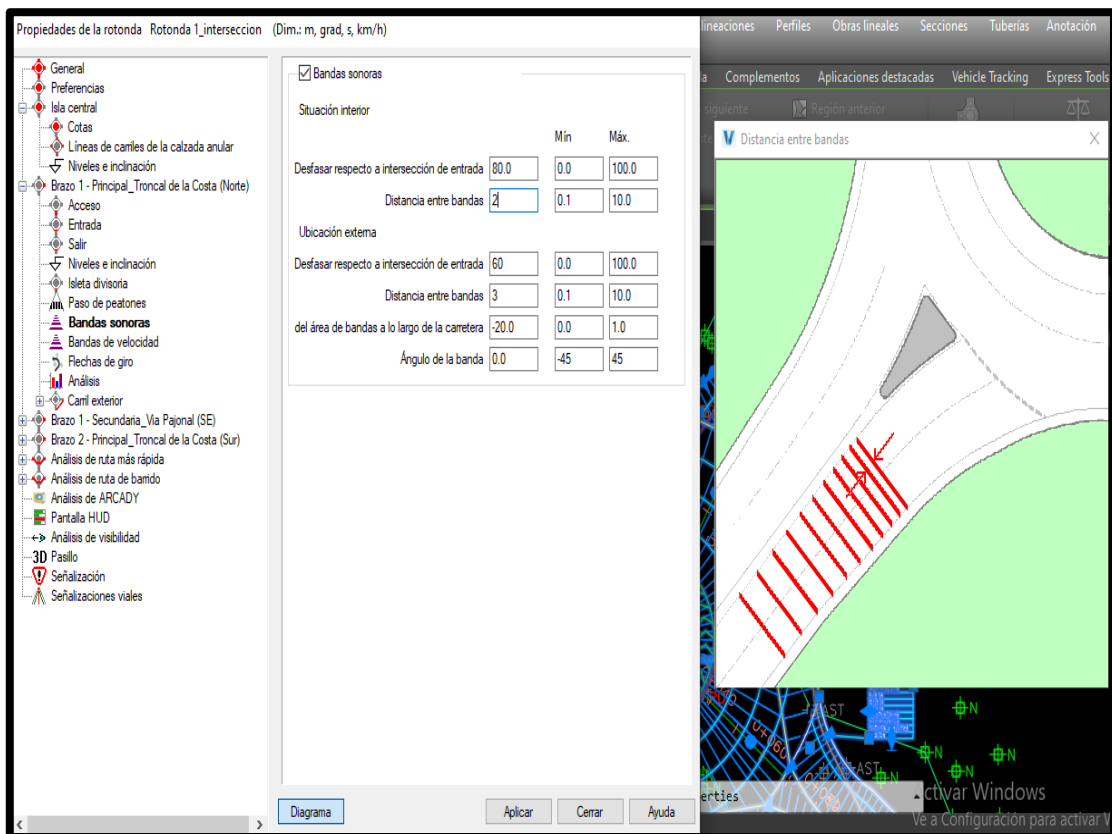 Propiedades de la rotonda Rotonda 1_interseccion (Dim.: m, grad, s, km/h)
General
Preferencias
Isla central
Cotas
Líneas de carriles de la calzada anular
Niveles e inclinación
Brazo 1 - Principal_Troncal de la Costa (Norte)
Acceso
Entrada
Salir
Niveles e inclinación
Isleta divisoria
Paso de peatones
Bandas sonoras
Bandas de velocidad
Flechas de giro
Análisis
Carril exterior
Brazo 1 - Secundaria_Via Pajonal (SE)
Brazo 2 - Principal_Troncal de la Costa (Sur)
Análisis de ruta más rápida
Análisis de ruta de barrido
Análisis de ARCADY
Pantalla HUD
Análisis de visibilidad
3D Pasillo
Señalización
Señalizaciones viales
Bandas sonoras
Situación interior
Mín Máx.
Desfasar respecto a intersección de entrada 80.0 0.0 100.0
Distancia entre bandas 2 0.1 10.0
Ubicación externa
Desfasar respecto a intersección de entrada 60 0.0 100.0
Distancia entre bandas 3 0.1 10.0
del área de bandas a lo largo de la carretera -20.0 0.0 1.0
Ángulo de la banda 0.0 -45 45
Diagrama Aplicar Cerrar Ayuda
lineaciones Perfiles Obras lineales Secciones Tuberías Anotación
a Complementos Aplicaciones destacadas Vehicle Tracking Express Tools
siguiente Región anterior
Distancia entre bandas
AST
N
0+060
N
N
AST
N
N
erties
ctivar Windows
Ve a Configuración para activar